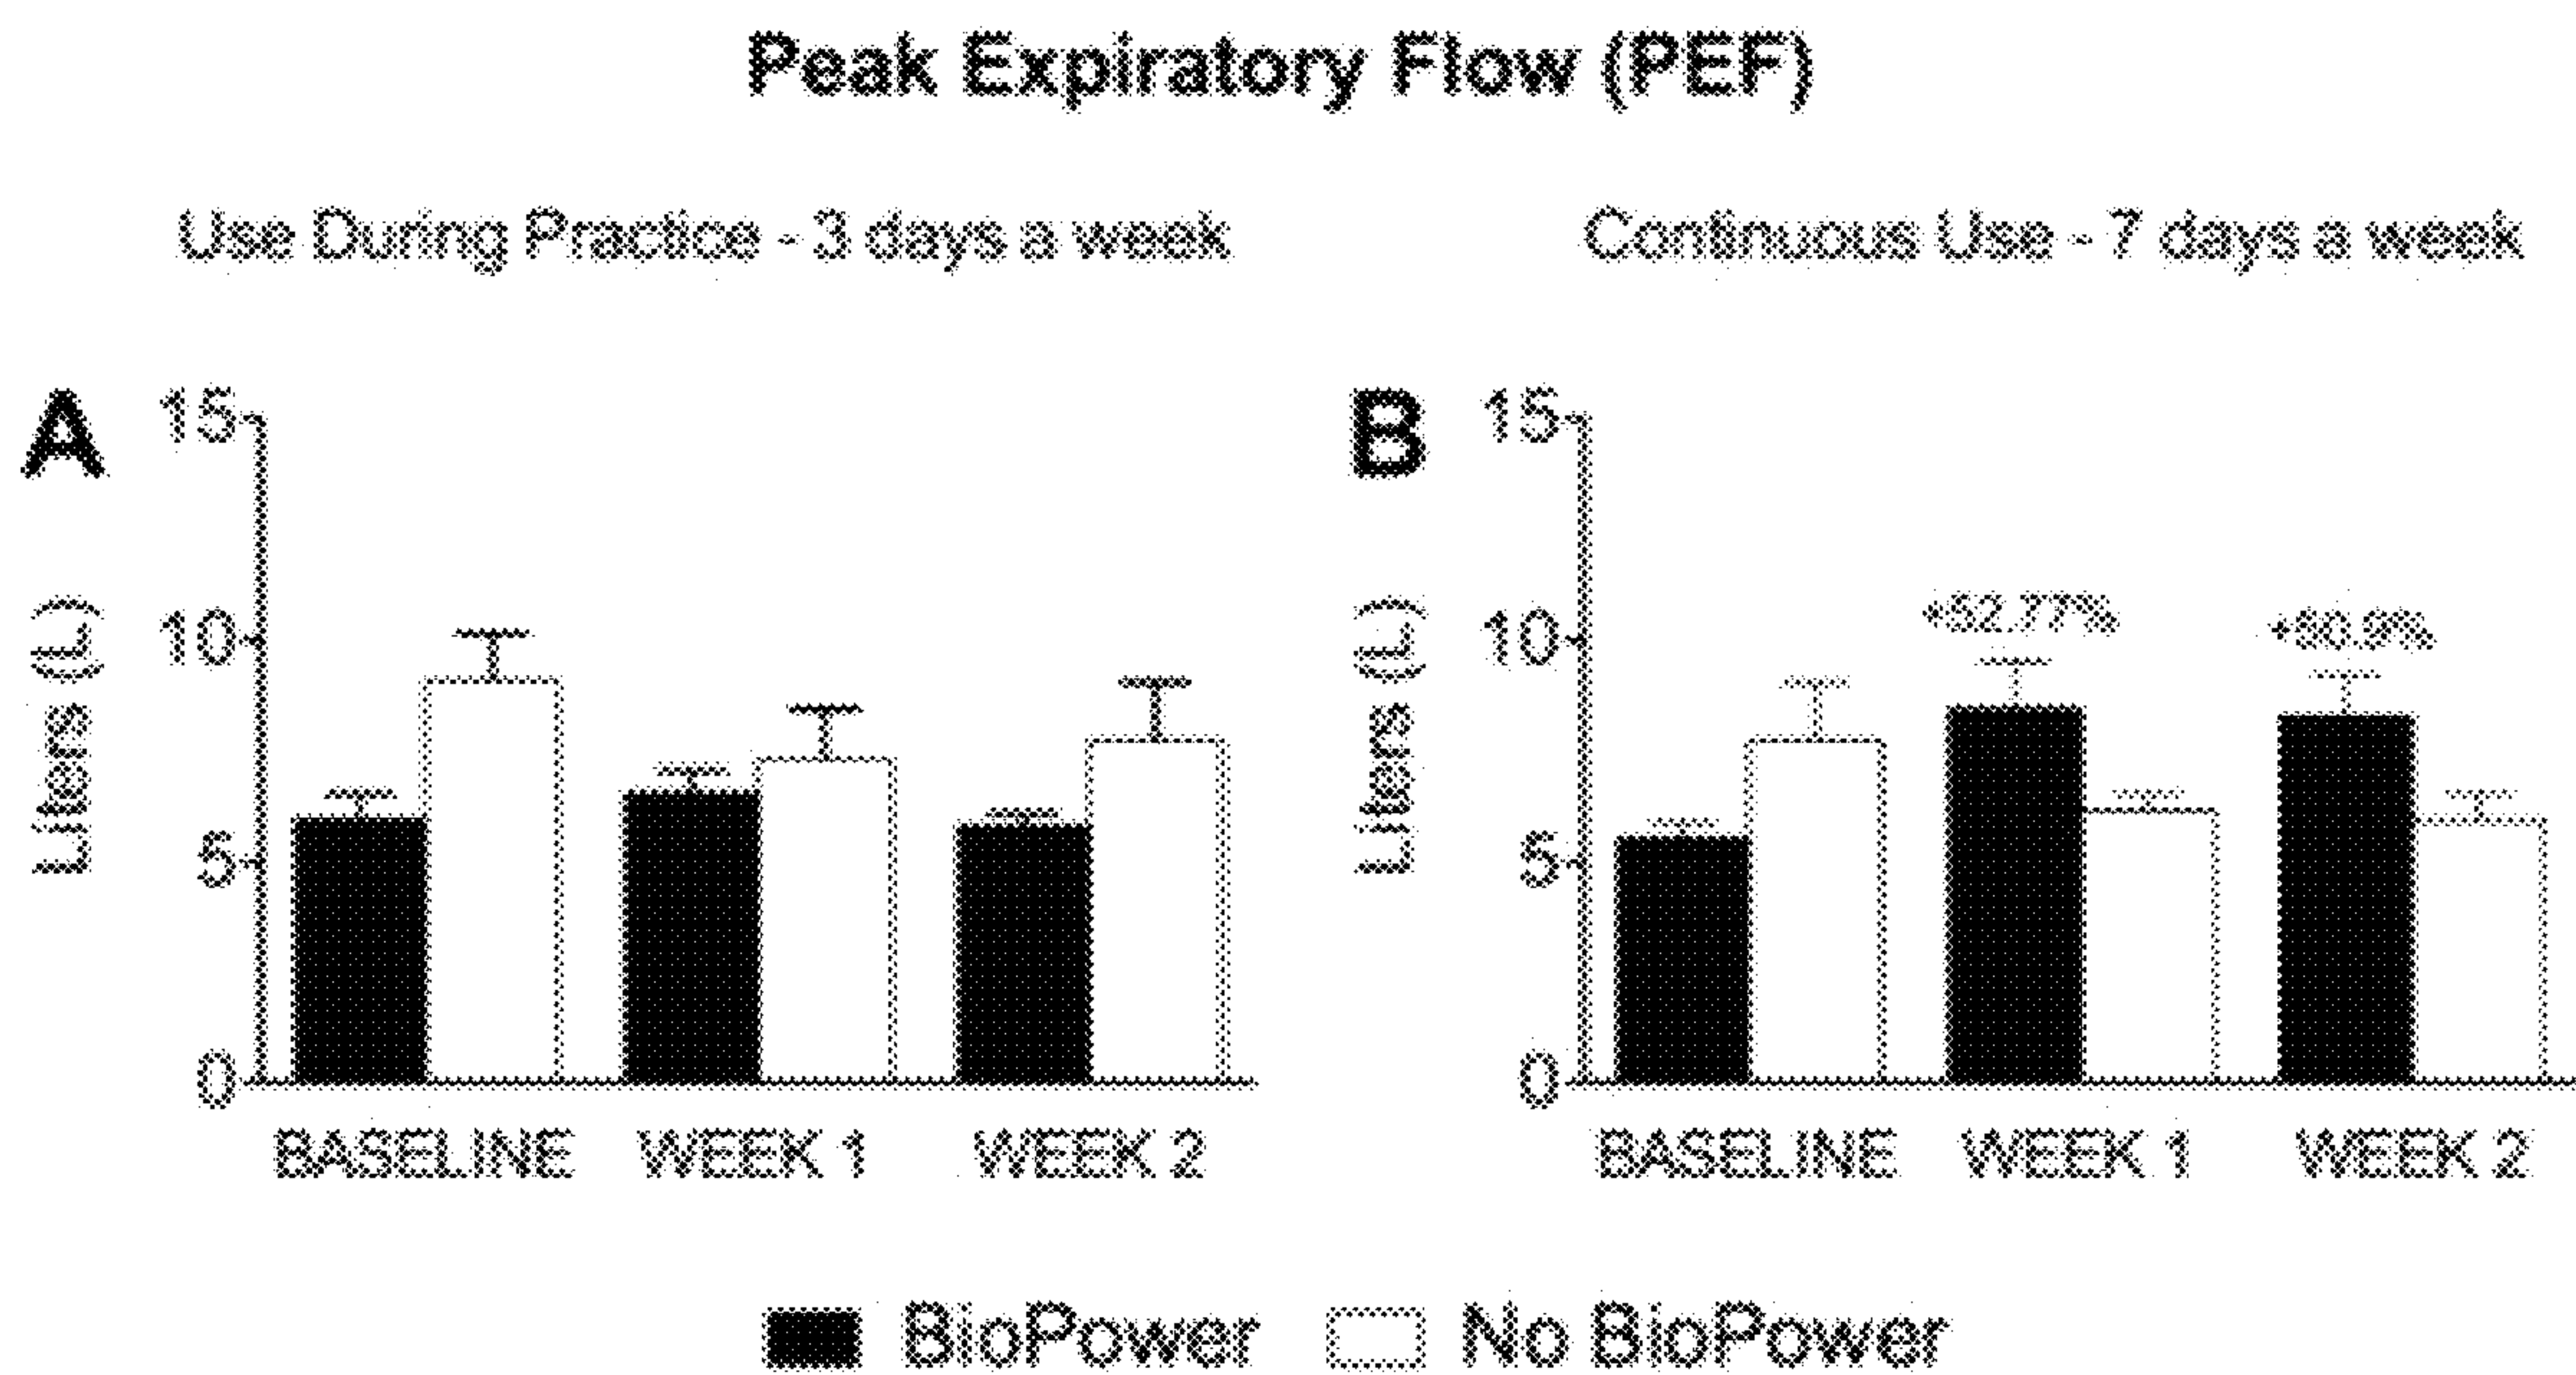 Peak Expiratory Flow (PEF)
Use During Practice - 3 days a week
Continuous Use - 7 days a week
A
15
10
5
0
Liters (L)
BASELINE WEEK 1 WEEK 2
B
15
10
5
0
Liters (L)
+52.77%
+50.9%
BASELINE WEEK 1 WEEK 2
BioPower No BioPower